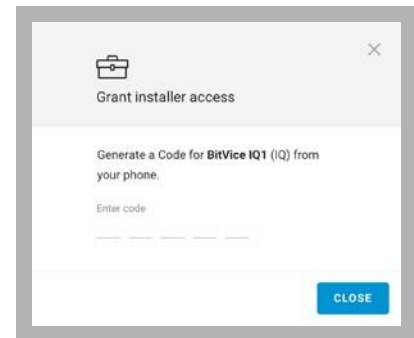 Grant installer access
Generate a Code for BitVice IQ1 (IQ) from
your phone.
Enter code
CLOSE